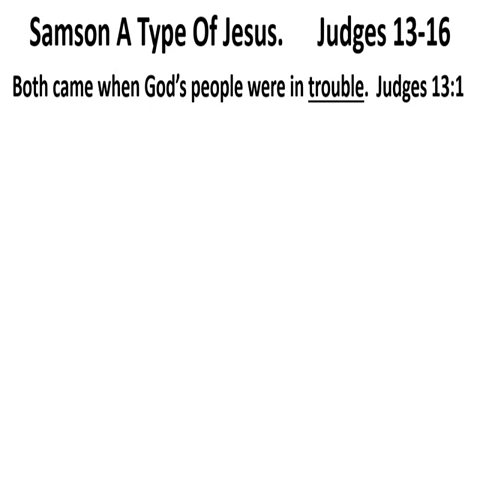 Samson A Type Of Jesus. Judges 13-16
Both came when God's people were in trouble. Judges 13:1